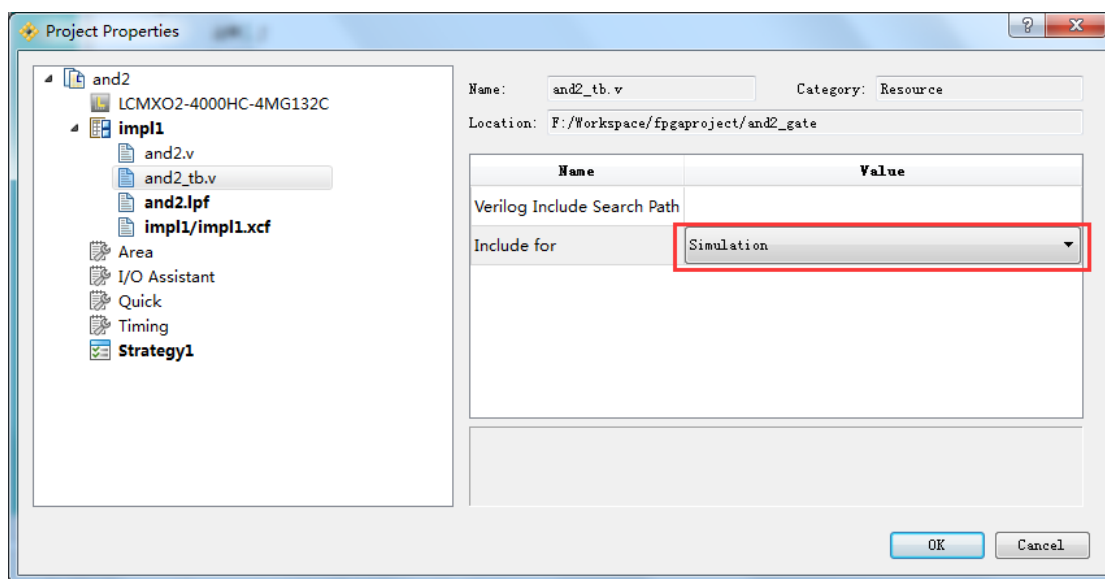 Project Properties
and2
LCMXO2-4000HC-4MG132C
impl1
and2.v
and2_tb.v
and2.lpf
impl1/impl1.xcf
Area
I/O Assistant
Quick
Timing
Strategy1
Name: and2_tb.v Category: Resource
Location: F:/Workspace/fpgaproject/and2_gate
Name Value
Verilog Include Search Path
Include for Simulation
OK Cancel